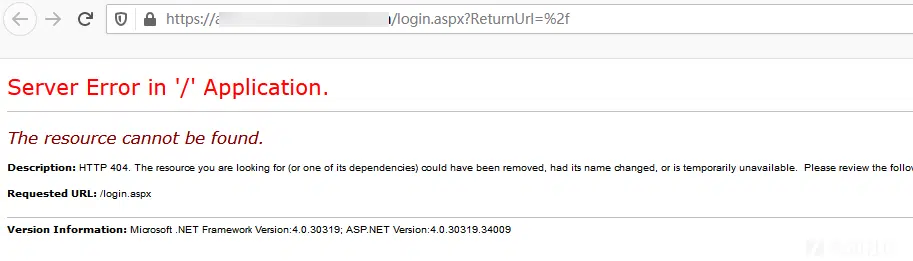 https://a /login.aspx?ReturnUrl=%2f
Server Error in '/' Application.
The resource cannot be found.
Description: HTTP 404. The resource you are looking for (or one of its dependencies) could have been removed, had its name changed, or is temporarily unavailable.  Please review the follow
Requested URL: /login.aspx
Version Information: Microsoft .NET Framework Version:4.0.30319; ASP.NET Version:4.0.30319.34009